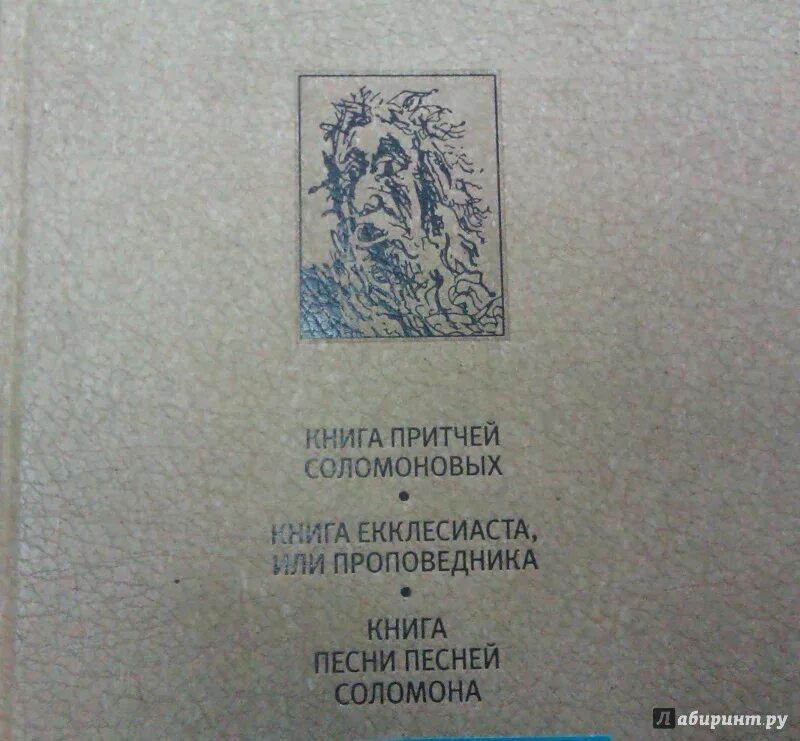 КНИГА ПРИТЧЕЙ
СОЛОМОНОВЫХ
•
КНИГА ЕККЛЕСИАСТА,
ИЛИ ПРОПОВЕДНИКА
•
КНИГА
ПЕСНИ ПЕСНЕЙ
СОЛОМОНА
Лабиринт.ру